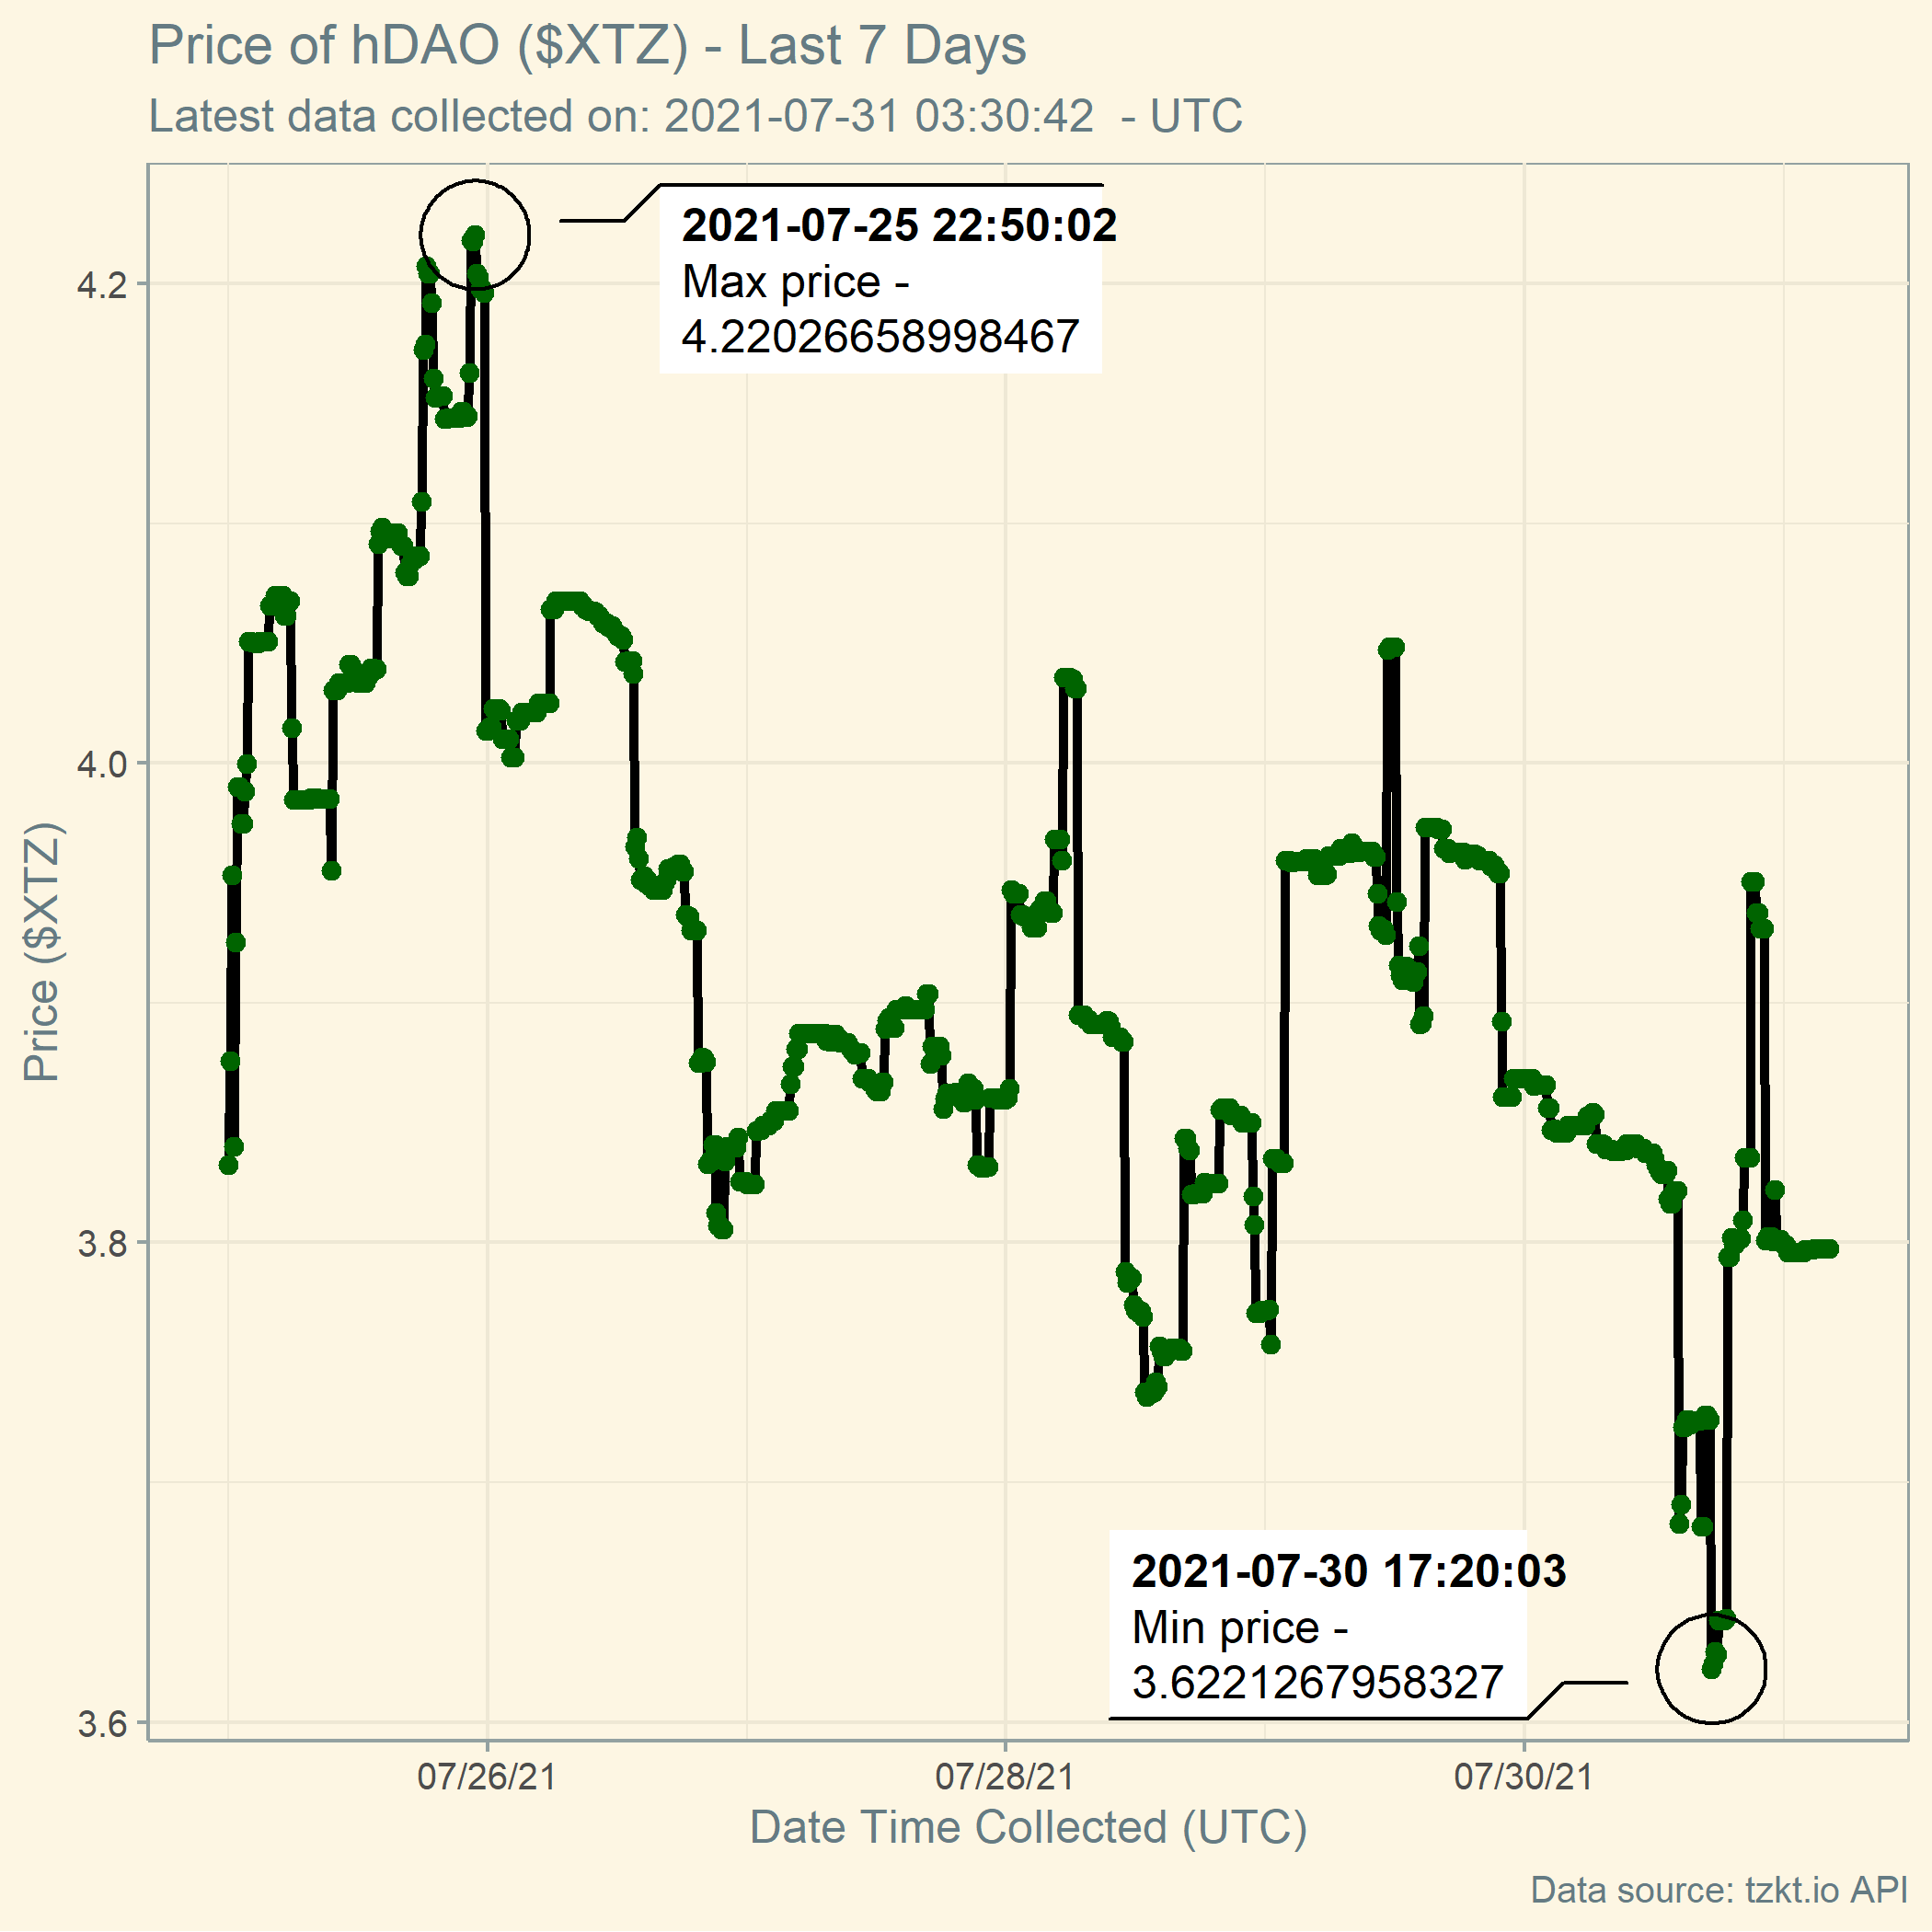 Price of hDAO ($XTZ) - Last 7 Days
Latest data collected on: 2021-07-31 03:30:42  - UTC
2021-07-25 22:50:02
Max price -
4.22026658998467
4.2
4.0
3.8
3.6
Price ($XTZ)
2021-07-30 17:20:03
Min price -
3.6221267958327
07/26/21
07/28/21
07/30/21
Date Time Collected (UTC)
Data source: tzkt.io API